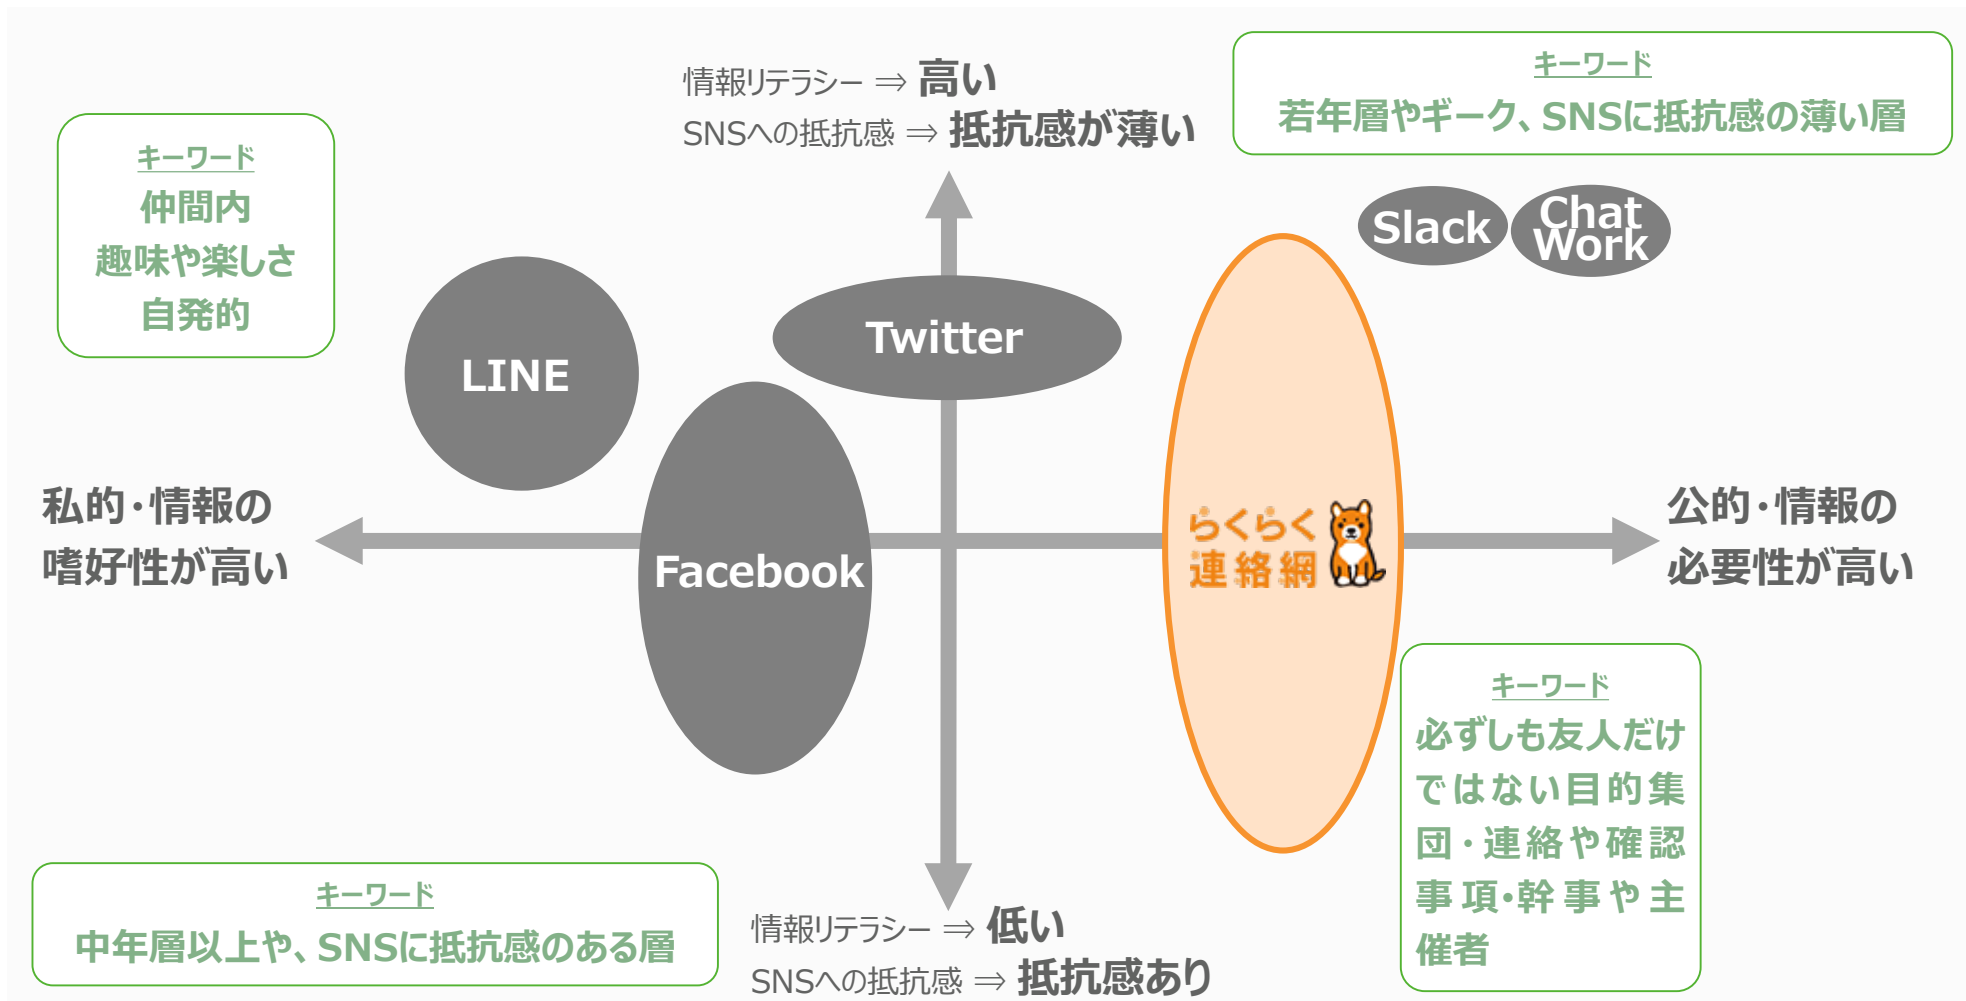 情報リテラシー ⇒ 高い
SNSへの抵抗感 ⇒ 抵抗感が薄い
キーワード
若年層やギーク、SNSに抵抗感の薄い層
キーワード
仲間内
趣味や楽しさ
自発的
Slack
Chat
Work
Twitter
LINE
Facebook
らくらく
連絡網
私的・情報の
嗜好性が高い
公的・情報の
必要性が高い
キーワード
必ずしも友人だけ
ではない目的集
団・連絡や確認
事項・幹事や主
催者
キーワード
中年層以上や、SNSに抵抗感のある層
情報リテラシー ⇒ 低い
SNSへの抵抗感 ⇒ 抵抗感あり